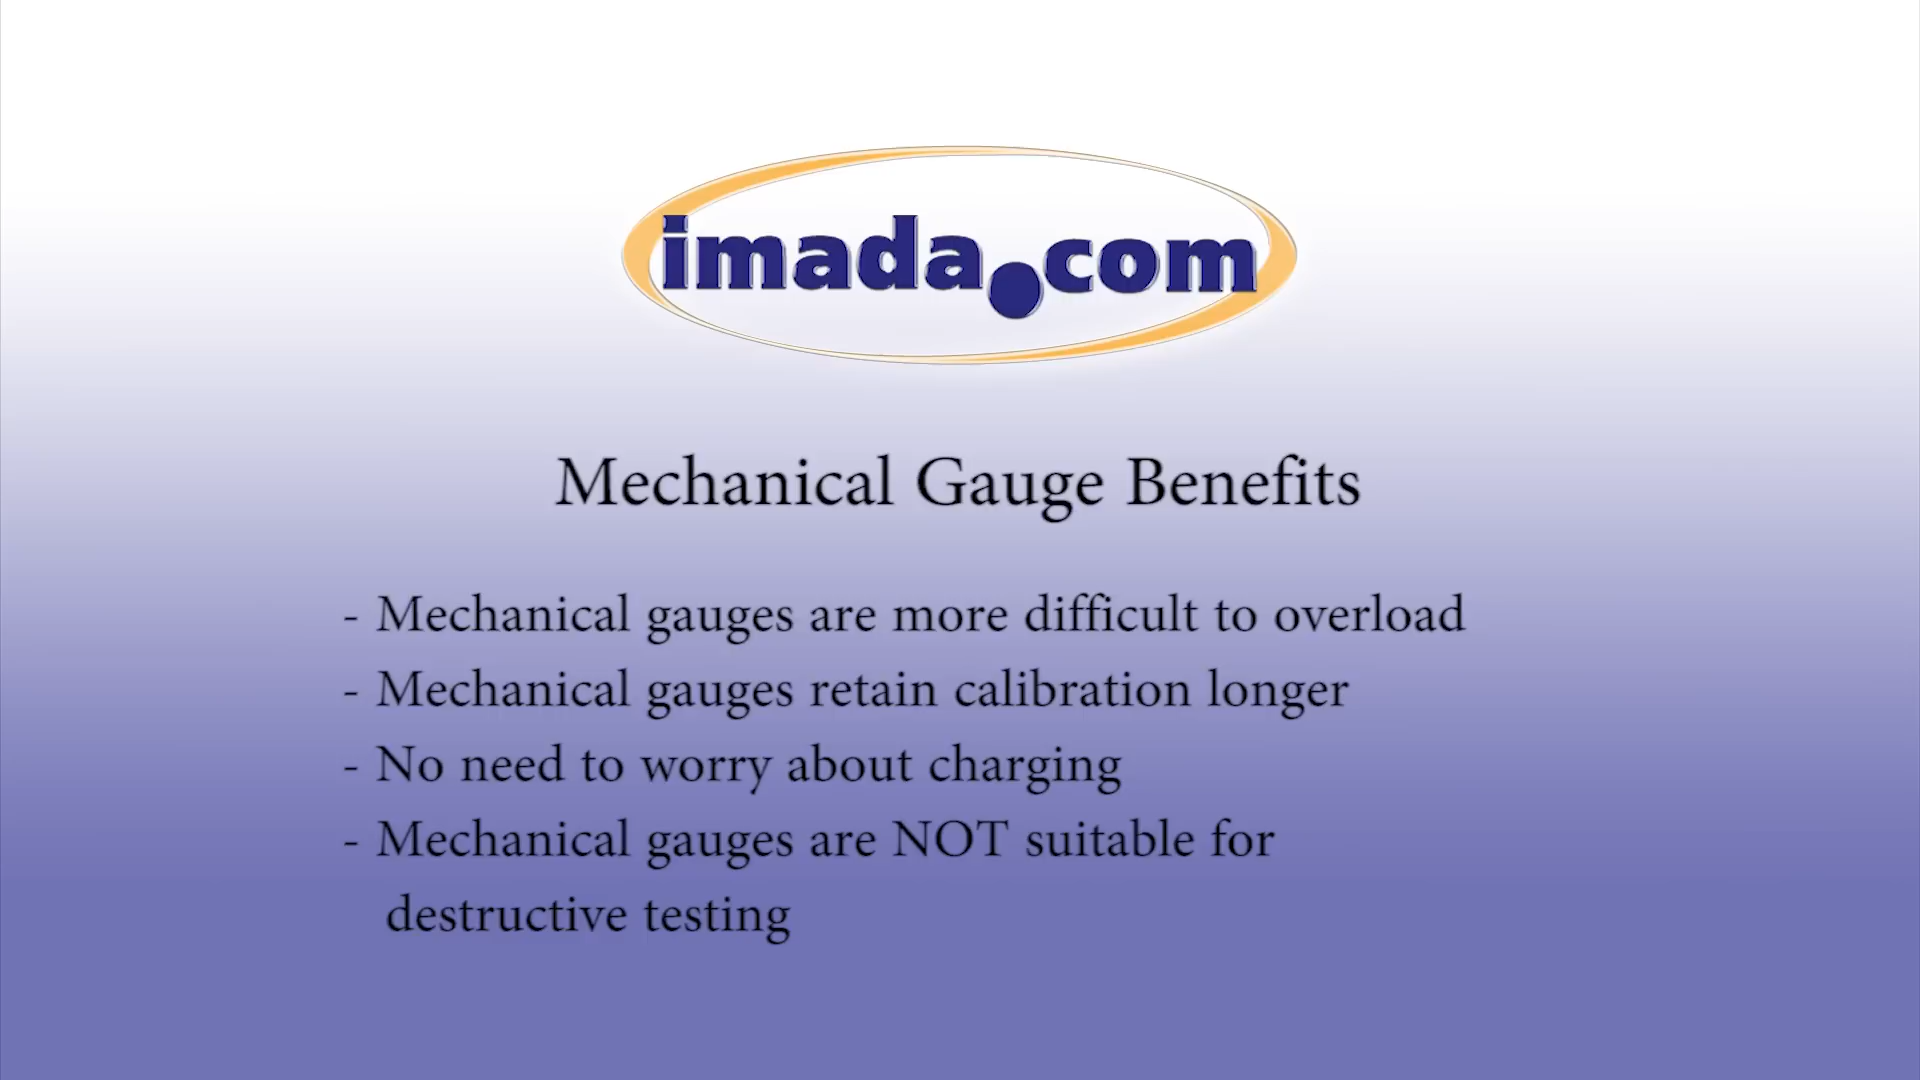 imada.com
Mechanical Gauge Benefits
- Mechanical gauges are more difficult to overload
- Mechanical gauges retain calibration longer
- No need to worry about charging
- Mechanical gauges are NOT suitable for
destructive testing